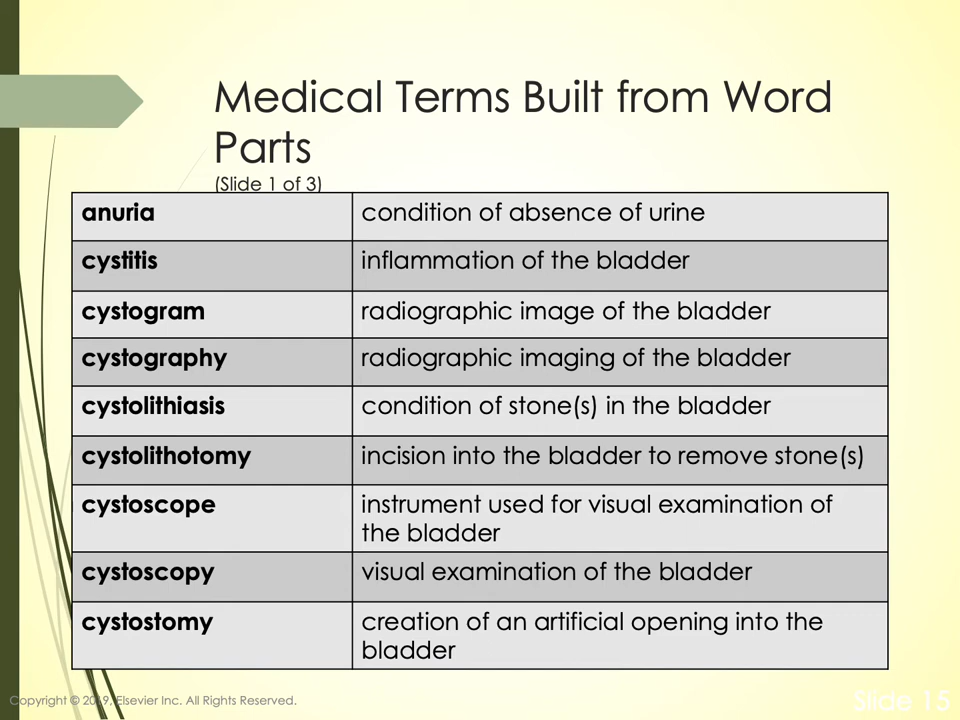 Medical Terms Built from Word
Parts
(Slide 1 of 3)
anuria condition of absence of urine
cystitis inflammation of the bladder
cystogram radiographic image of the bladder
cystography radiographic imaging of the bladder
cystolithiasis condition of stone(s) in the bladder
cystolithotomy incision into the bladder to remove stone(s)
cystoscope instrument used for visual examination of
the bladder
cystoscopy visual examination of the bladder
cystostomy creation of an artificial opening into the
bladder
Copyright © 2019, Elsevier Inc. All Rights Reserved.
Slide 15